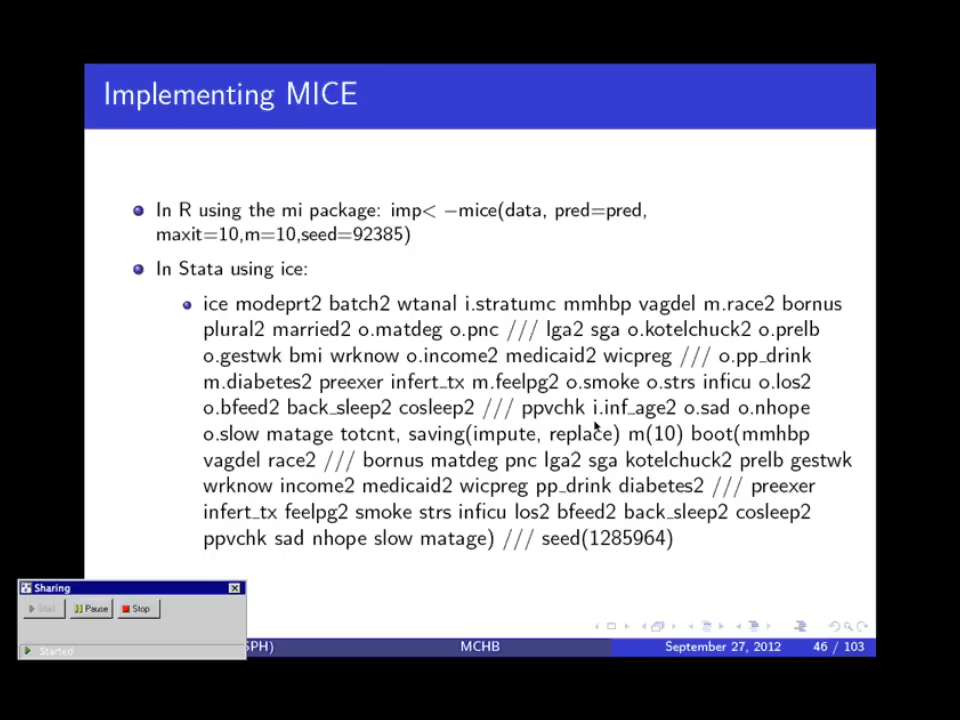 Implementing MICE
In R using the mi package: imp< −mice(data, pred=pred,
maxit=10,m=10,seed=92385)
In Stata using ice:
ice modeprt2 batch2 wtanal i.stratumc mmhbp vagdel m.race2 bornus
plural2 married2 o.matdeg o.pnc /// lga2 sga o.kotelchuck2 o.prelb
o.gestwk bmi wrknow o.income2 medicaid2 wicpreg /// o.pp_drink
m.diabetes2 preexer infert_tx m.feelpg2 o.smoke o.strs inficu o.los2
o.bfeed2 back_sleep2 cosleep2 /// ppvchk i.inf_age2 o.sad o.nhope
o.slow matage totcnt, saving(impute, replace) m(10) boot(mmhbp
vagdel race2 /// bornus matdeg pnc lga2 sga kotelchuck2 prelb gestwk
wrknow income2 medicaid2 wicpreg pp_drink diabetes2 /// preexer
infert_tx feelpg2 smoke strs inficu los2 bfeed2 back_sleep2 cosleep2
ppvchk sad nhope slow matage) /// seed(1285964)
Sharing
Start Pause Stop
Started
SPH) MCHB September 27, 2012 46 / 103